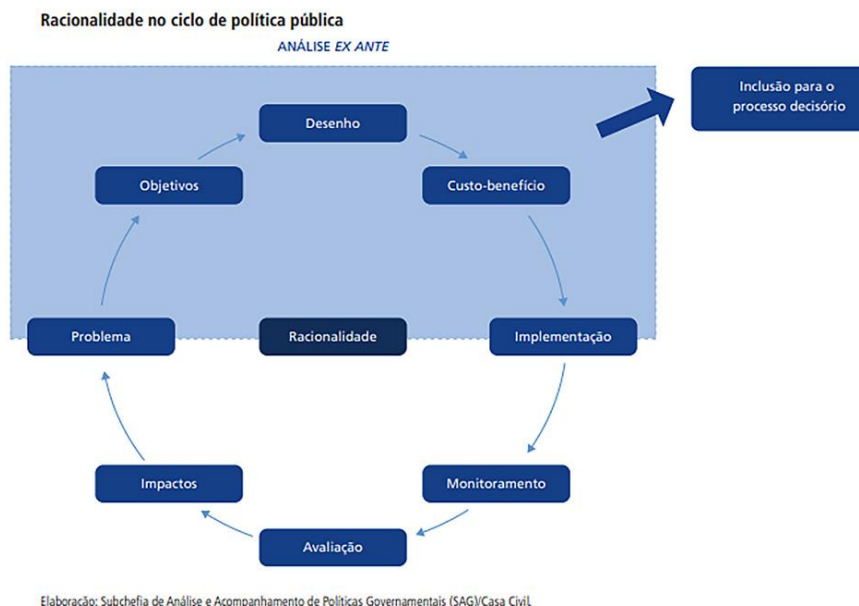 Racionalidade no ciclo de política pública
ANÁLISE EX ANTE
Inclusão para o
processo decisório
Desenho
Objetivos
Custo-benefício
Problema
Racionalidade
Implementação
Impactos
Monitoramento
Avaliação
Elaboração: Subchefia de Análise e Acompanhamento de Políticas Governamentais (SAG)/Casa Civil.